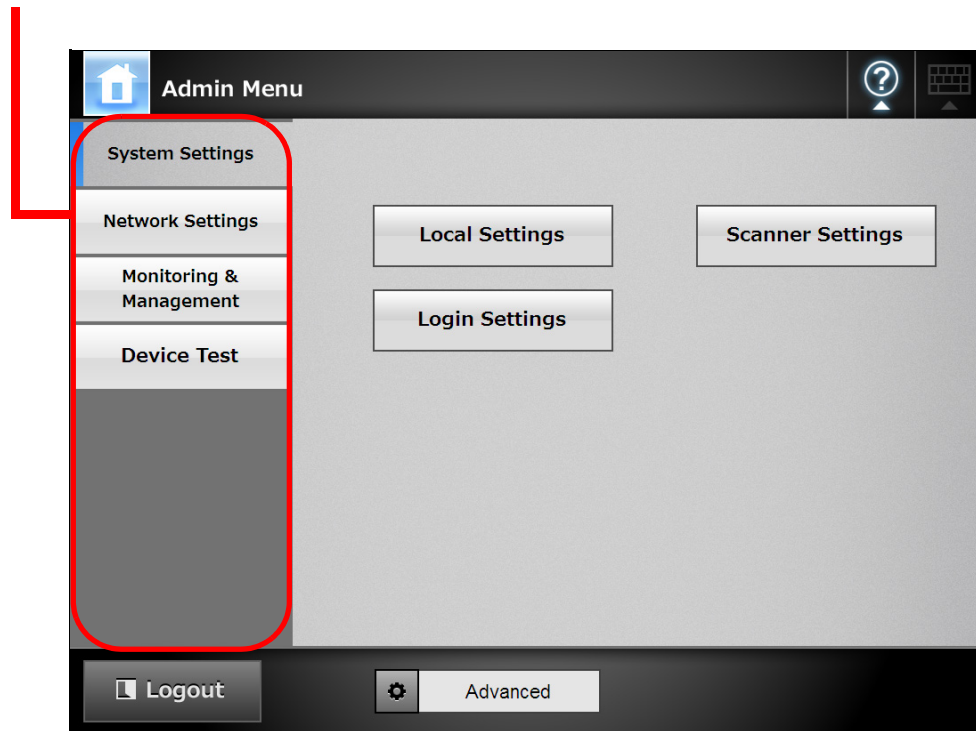 Admin Menu
?
System Settings
Network Settings
Monitoring &
Management
Device Test
Local Settings
Scanner Settings
Login Settings
Logout
Advanced